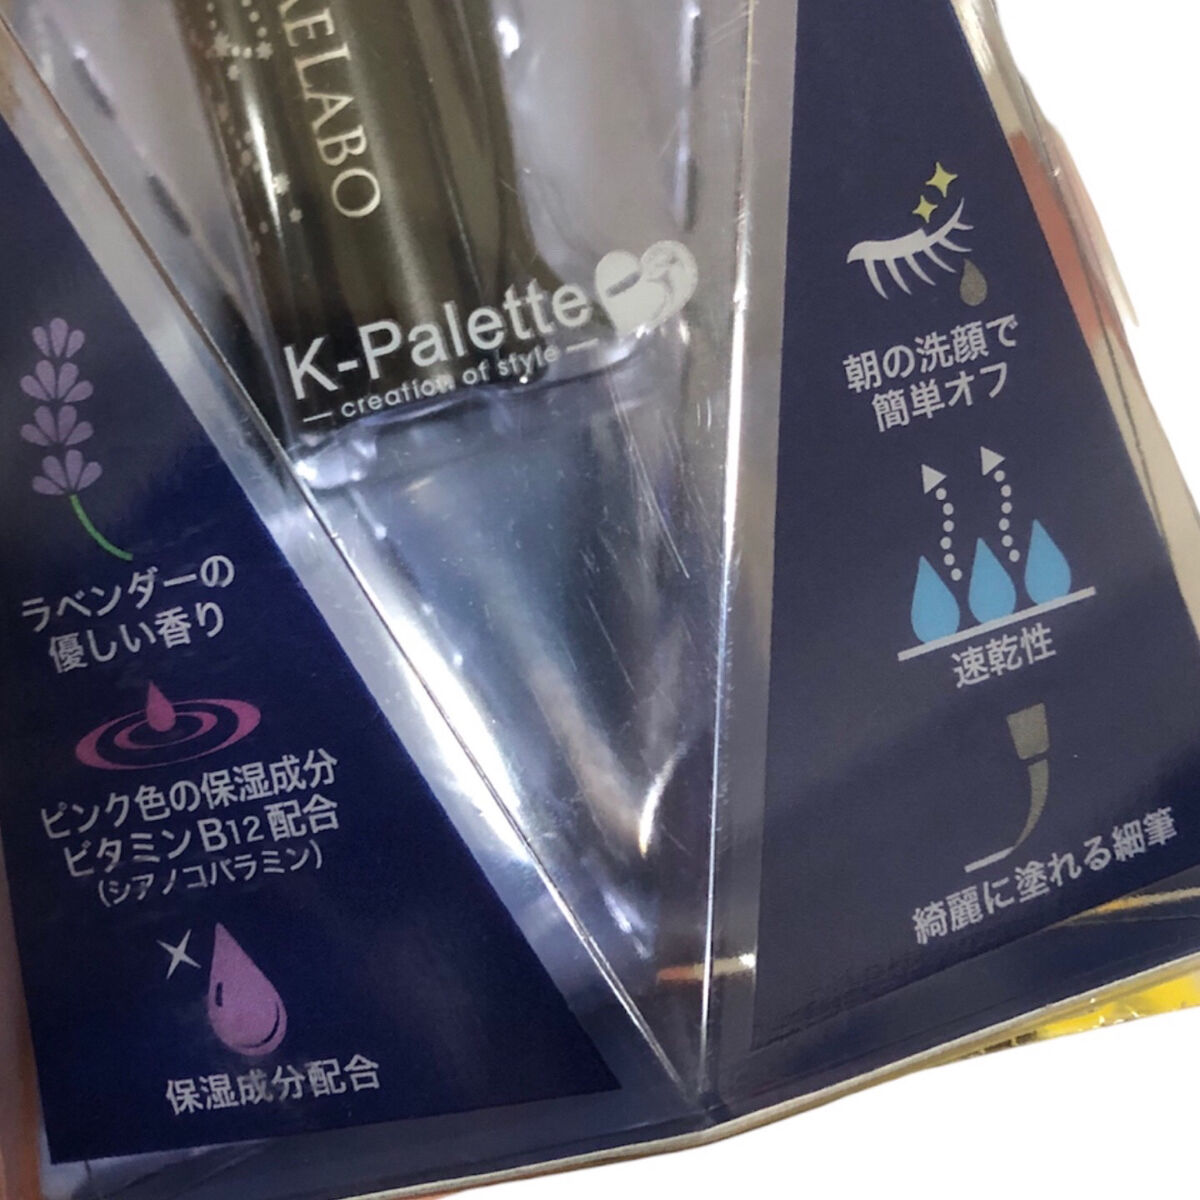 ELABO
K-Palette
— creation of style —
ラベンダーの
優しい香り
ピンク色の保湿成分
ビタミンB12配合
(シアノコバラミン)
保湿成分配合
朝の洗顔で
簡単オフ
速乾性
綺麗に塗れる細筆